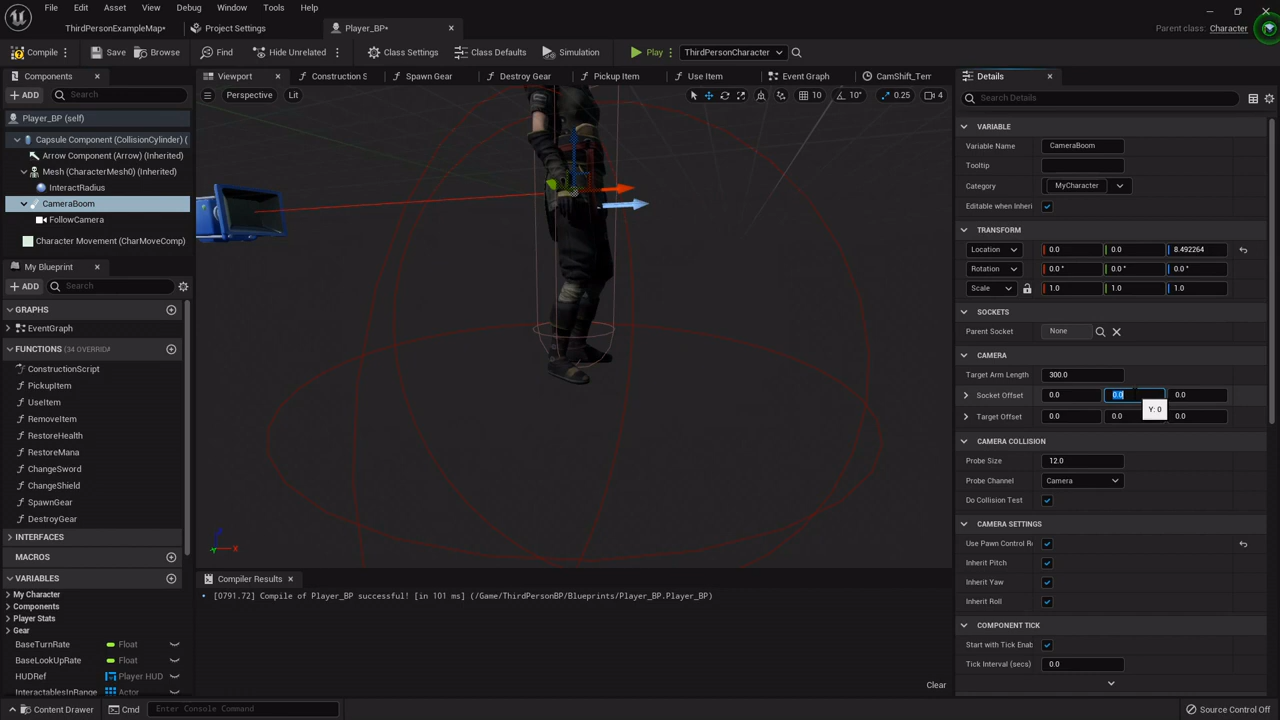 File Edit Asset View Debug Window Tools Help
ThirdPersonExampleMap* Project Settings Player_BP* Parent class: Character
Compile Save Browse Find Hide Unrelated Class Settings Class Defaults Simulation Play ThirdPersonCharacter
Components Viewport Construction S Spawn Gear Destroy Gear Pickup Item Use Item Event Graph CamShift_Terr Details
ADD Search Perspective Lit 10 10° 0.25 4 Search Details
Player_BP (self)
Capsule Component (CollisionCylinder) (
Arrow Component (Arrow) (Inherited)
Mesh (CharacterMesh0) (Inherited)
InteractRadius
CameraBoom
FollowCamera
Character Movement (CharMoveComp)
My Blueprint
ADD Search
GRAPHS
EventGraph
FUNCTIONS (34 OVERRIDA
ConstructionScript
PickupItem
UseItem
RemoveItem
RestoreHealth
RestoreMana
ChangeSword
ChangeShield
SpawnGear
DestroyGear
INTERFACES
MACROS
VARIABLES
My Character
Components
Player Stats
Gear
BaseTurnRate Float
BaseLookUpRate Float
HUDRef Player HUD
InteractablesInRange Actor
X
Compiler Results
[0791.72] Compile of Player_BP successful! [in 101 ms] (/Game/ThirdPersonBP/Blueprints/Player_BP.Player_BP)
Clear
VARIABLE
Variable Name CameraBoom
Tooltip
Category MyCharacter
Editable when Inheri
TRANSFORM
Location 0.0 0.0 8.492264
Rotation 0.0 ° 0.0 ° 0.0 °
Scale 1.0 1.0 1.0
SOCKETS
Parent Socket None
CAMERA
Target Arm Length 300.0
Socket Offset 0.0 0.0 0.0
Y: 0
Target Offset 0.0 0.0 0.0
CAMERA COLLISION
Probe Size 12.0
Probe Channel Camera
Do Collision Test
CAMERA SETTINGS
Use Pawn Control R
Inherit Pitch
Inherit Yaw
Inherit Roll
COMPONENT TICK
Start with Tick Enab
Tick Interval (secs) 0.0
Content Drawer Cmd Enter Console Command Source Control Off